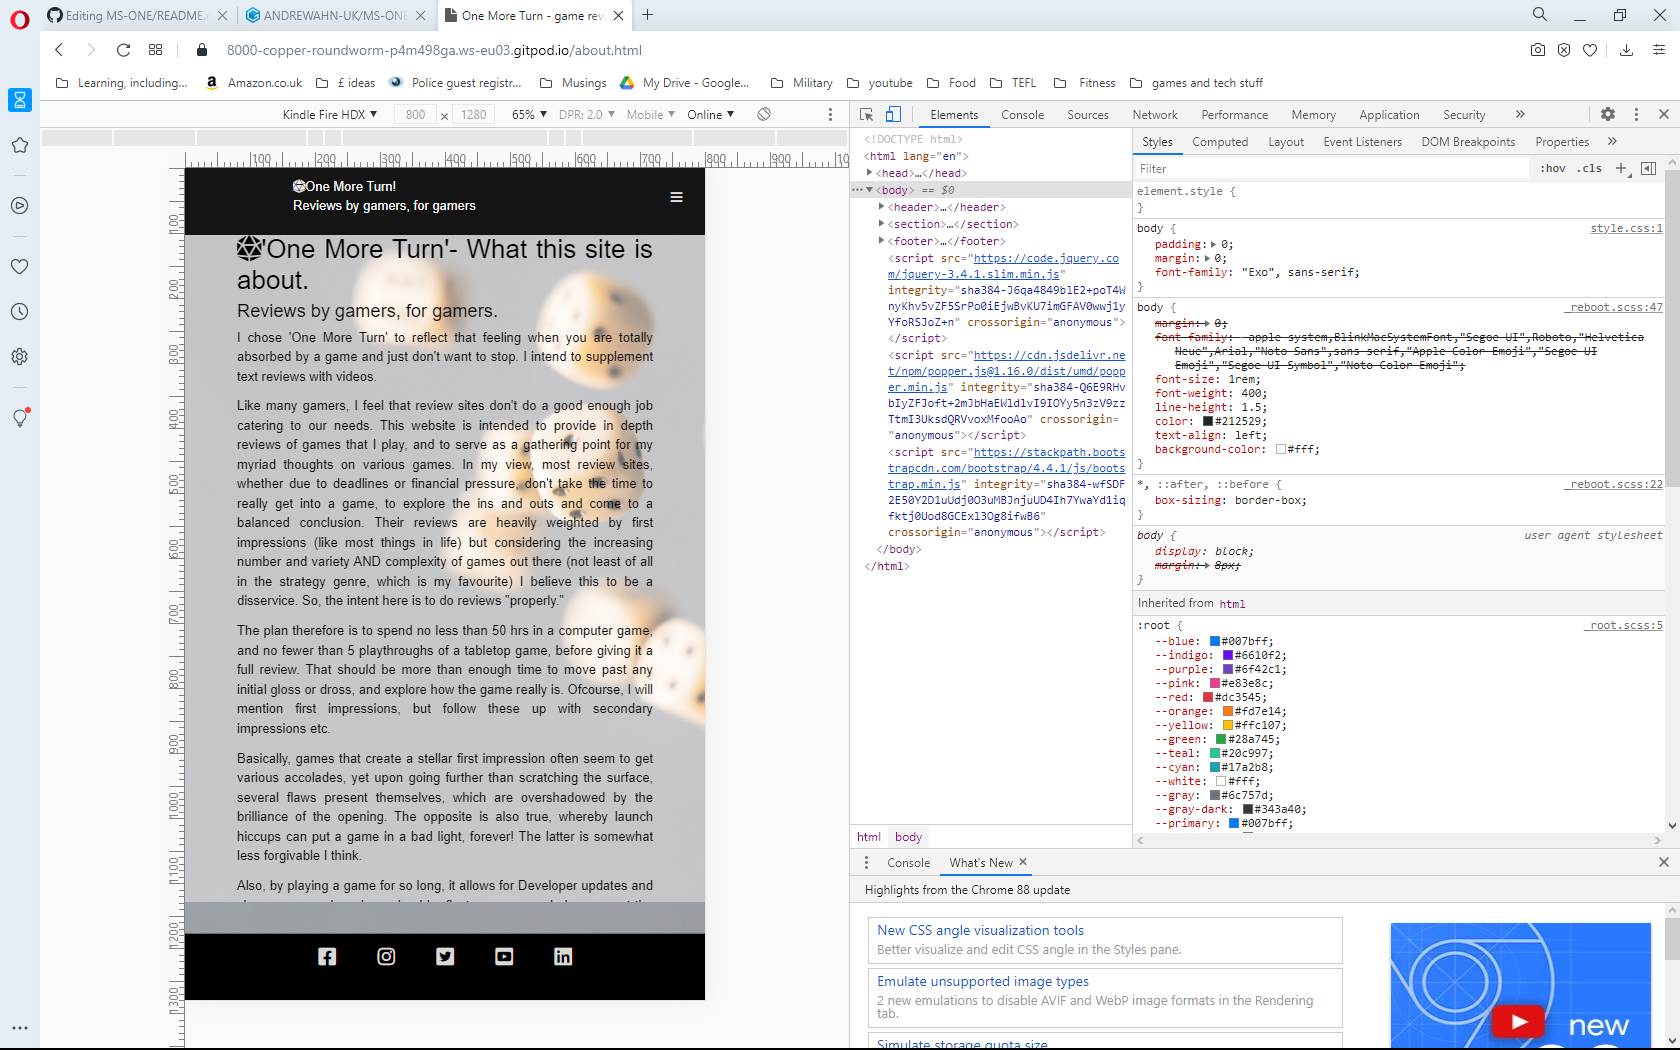 Editing MS-ONE/README.
ANDREWAHN-UK/MS-ONE
One More Turn - game rev
8000-copper-roundworm-p4m498ga.ws-eu03.gitpod.io/about.html
Learning, including...
Amazon.co.uk
£ ideas
Police guest registr...
Musings
My Drive - Google...
Military
youtube
Food
TEFL
Fitness
games and tech stuff
Kindle Fire HDX ▼ 800 × 1280 65% ▼ DPR: 2.0 ▼ Mobile ▼ Online ▼
100 200 300 400 500 600 700 800 900 10
100
200
300
400
500
600
700
800
900
1000
1100
1200
1300
One More Turn!
Reviews by gamers, for gamers
'One More Turn'- What this site is
about.
Reviews by gamers, for gamers.
I chose 'One More Turn' to reflect that feeling when you are totally
absorbed by a game and just don't want to stop. I intend to supplement
text reviews with videos.
Like many gamers, I feel that review sites don't do a good enough job
catering to our needs. This website is intended to provide in depth
reviews of games that I play, and to serve as a gathering point for my
myriad thoughts on various games. In my view, most review sites,
whether due to deadlines or financial pressure, don't take the time to
really get into a game, to explore the ins and outs and come to a
balanced conclusion. Their reviews are heavily weighted by first
impressions (like most things in life) but considering the increasing
number and variety AND complexity of games out there (not least of all
in the strategy genre, which is my favourite) I believe this to be a
disservice. So, the intent here is to do reviews "properly."
The plan therefore is to spend no less than 50 hrs in a computer game,
and no fewer than 5 playthroughs of a tabletop game, before giving it a
full review. That should be more than enough time to move past any
initial gloss or dross, and explore how the game really is. Ofcourse, I will
mention first impressions, but follow these up with secondary
impressions etc.
Basically, games that create a stellar first impression often seem to get
various accolades, yet upon going further than scratching the surface,
several flaws present themselves, which are overshadowed by the
brilliance of the opening. The opposite is also true, whereby launch
hiccups can put a game in a bad light, forever! The latter is somewhat
less forgivable I think.
Also, by playing a game for so long, it allows for Developer updates and
Elements Console Sources Network Performance Memory Application Security »
<!DOCTYPE html>
<html lang="en">
<head>…</head>
<body> == $0
<header>…</header>
<section>…</section>
<footer>…</footer>
<script src="https://code.jquery.co
m/jquery-3.4.1.slim.min.js"
integrity="sha384-J6qa4849blE2+poT4W
nyKhv5vZF5SrPo0iEjwBvKU7imGFAV0wwj1y
YfoRSJoZ+n" crossorigin="anonymous">
</script>
<script src="https://cdn.jsdelivr.ne
t/npm/popper.js@1.16.0/dist/umd/popp
er.min.js" integrity="sha384-Q6E9RHv
bIyZFJoft+2mJbHaEWldlvI9IOYy5n3zV9zz
TtmI3UksdQRVvoxMfooAo" crossorigin=
"anonymous"></script>
<script src="https://stackpath.boots
trapcdn.com/bootstrap/4.4.1/js/boots
trap.min.js" integrity="sha384-wfSDF
2E50Y2D1uUdj0O3uMBJnjuUD4Ih7YwaYd1iq
fktj0Uod8GCExl3Og8ifwB6"
crossorigin="anonymous"></script>
</body>
</html>
html body
Styles Computed Layout Event Listeners DOM Breakpoints Properties »
Filter :hov .cls +
element.style {
}
body { style.css:1
padding: 0;
margin: 0;
font-family: "Exo", sans-serif;
}
body { _reboot.scss:47
margin: 0;
font-family: -apple-system,BlinkMacSystemFont,"Segoe UI",Roboto,"Helvetica
Neue",Arial,"Noto Sans",sans-serif,"Apple Color Emoji","Segoe UI
Emoji","Segoe UI Symbol","Noto Color Emoji";
font-size: 1rem;
font-weight: 400;
line-height: 1.5;
color: #212529;
text-align: left;
background-color: #fff;
}
*, ::after, ::before { _reboot.scss:22
box-sizing: border-box;
}
body { user agent stylesheet
display: block;
margin: 8px;
}
Inherited from html
:root { _root.scss:5
--blue: #007bff;
--indigo: #6610f2;
--purple: #6f42c1;
--pink: #e83e8c;
--red: #dc3545;
--orange: #fd7e14;
--yellow: #ffc107;
--green: #28a745;
--teal: #20c997;
--cyan: #17a2b8;
--white: #fff;
--gray: #6c757d;
--gray-dark: #343a40;
--primary: #007bff;
Console What's New ×
Highlights from the Chrome 88 update
New CSS angle visualization tools
Better visualize and edit CSS angle in the Styles pane.
Emulate unsupported image types
2 new emulations to disable AVIF and WebP image formats in the Rendering
tab.
Simulate storage quota size
new